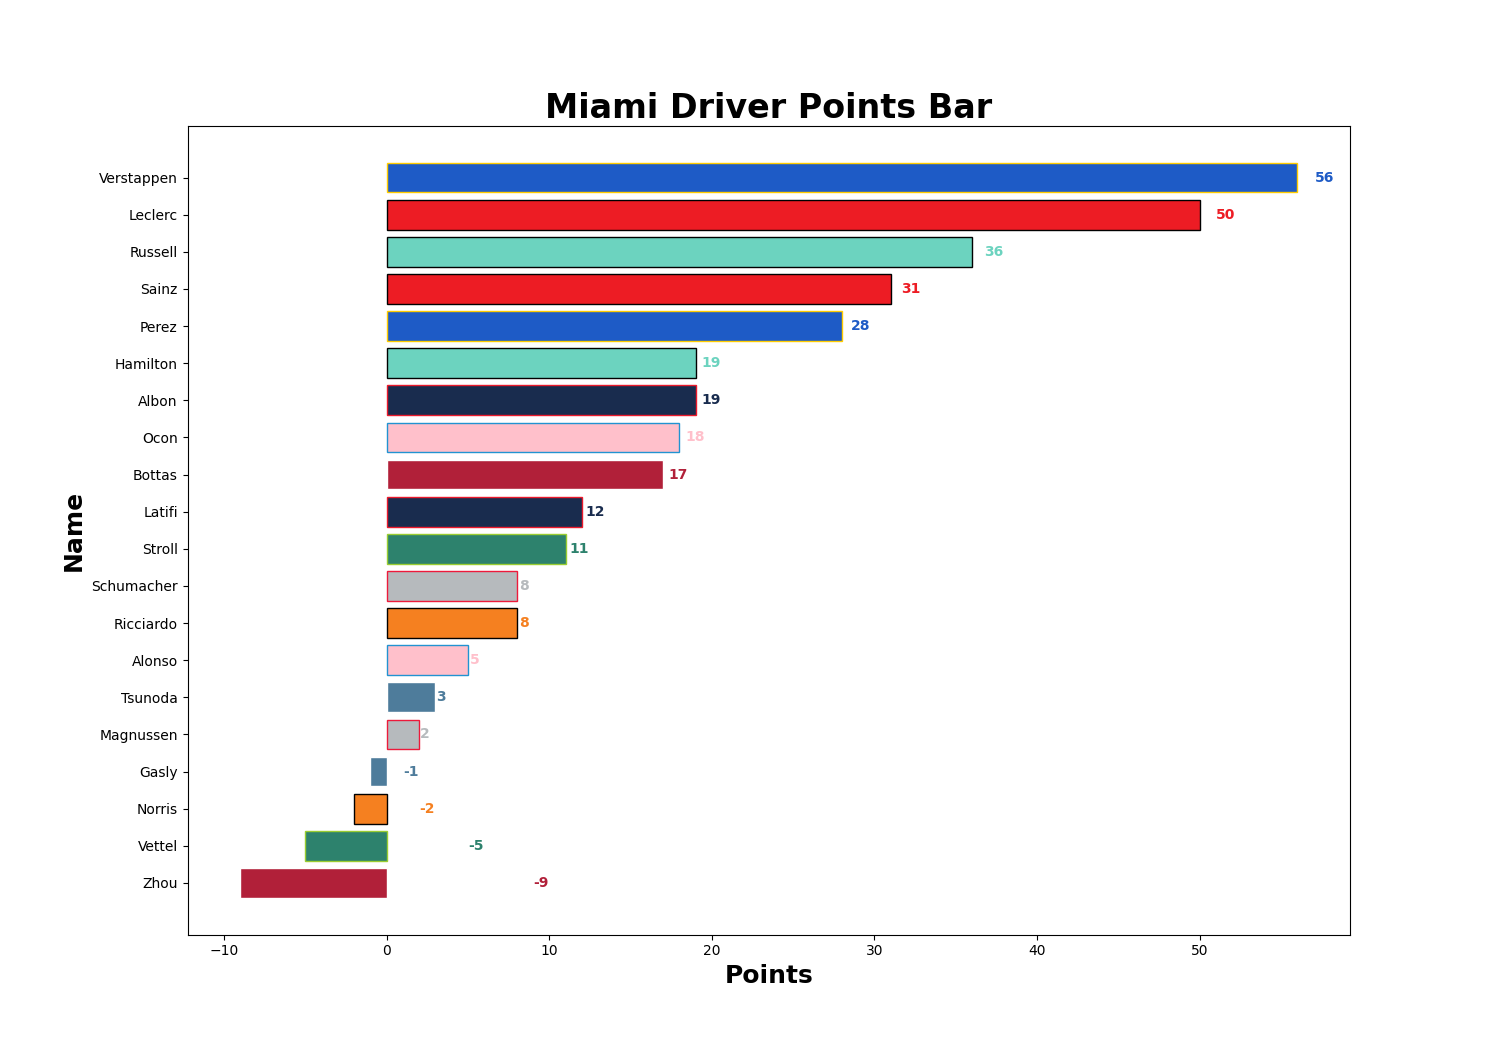 Miami Driver Points Bar
Name
Verstappen 56
Leclerc 50
Russell 36
Sainz 31
Perez 28
Hamilton 19
Albon 19
Ocon 18
Bottas 17
Latifi 12
Stroll 11
Schumacher 8
Ricciardo 8
Alonso 5
Tsunoda 3
Magnussen 2
Gasly -1
Norris -2
Vettel -5
Zhou -9
−10 0 10 20 30 40 50
Points